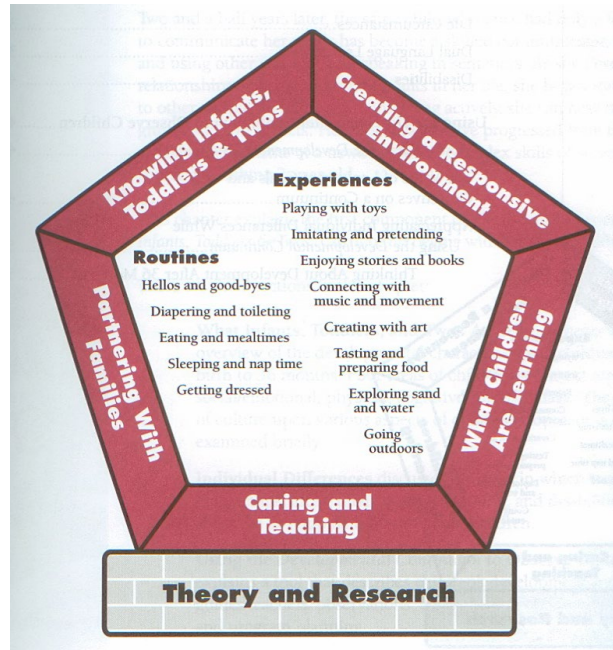 Knowing Infants,
Toddlers & Twos
Creating a Responsive
Environment
Experiences
Playing with toys
Imitating and pretending
Enjoying stories and books
Connecting with
music and movement
Creating with art
Tasting and
preparing food
Exploring sand
and water
Going
outdoors
Routines
Hellos and good-byes
Diapering and toileting
Eating and mealtimes
Sleeping and nap time
Getting dressed
Partnering With
Families
What Children
Are Learning
Caring and
Teaching
Theory and Research